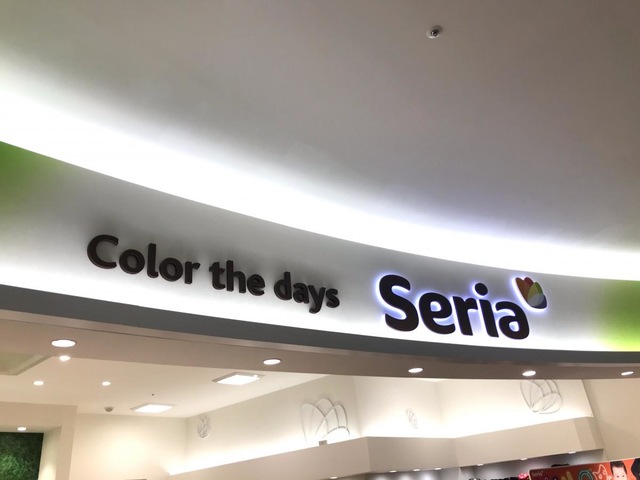 Color the days Seria